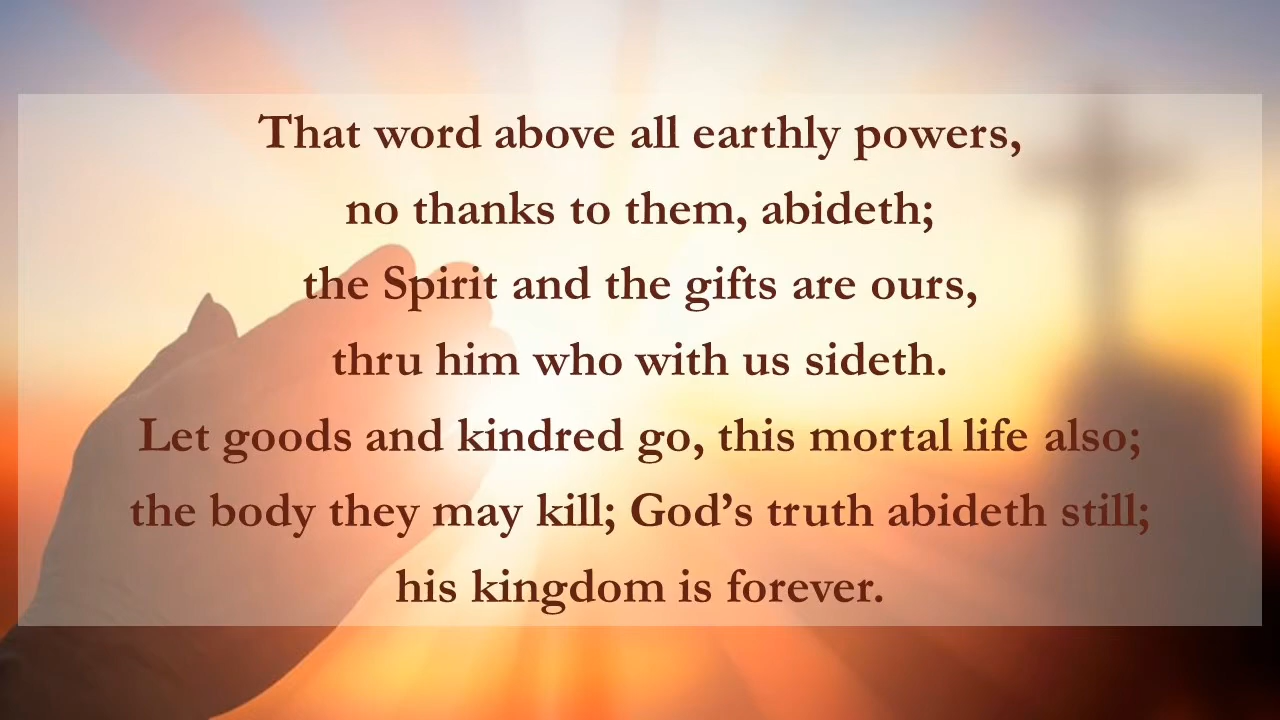 That word above all earthly powers,
no thanks to them, abideth;
the Spirit and the gifts are ours,
thru him who with us sideth.
Let goods and kindred go, this mortal life also;
the body they may kill; God’s truth abideth still;
his kingdom is forever.